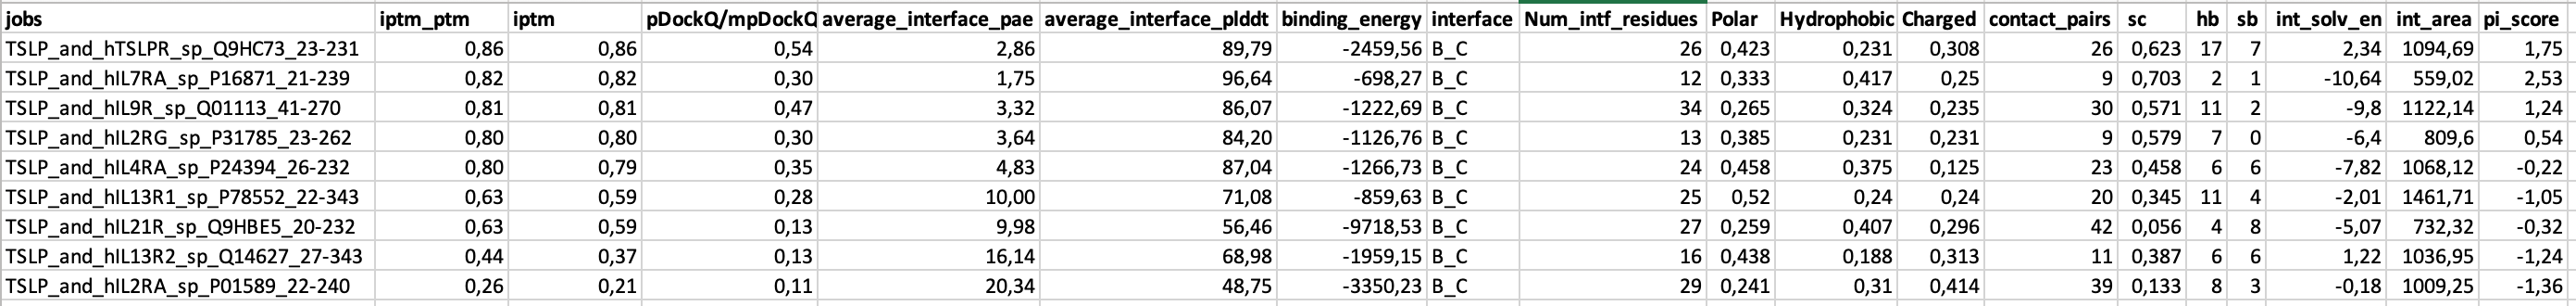 jobs iptm_ptm iptm pDockQ/mpDockQ average_interface_pae average_interface_plddt binding_energy interface Num_intf_residues Polar Hydrophobic Charged contact_pairs sc hb sb int_solv_en int_area pi_score
TSLP_and_hTSLPR_sp_Q9HC73_23-231 0,86 0,86 0,54 2,86 89,79 -2459,56 B_C 26 0,423 0,231 0,308 26 0,623 17 7 2,34 1094,69 1,75
TSLP_and_hIL7RA_sp_P16871_21-239 0,82 0,82 0,30 1,75 96,64 -698,27 B_C 12 0,333 0,417 0,25 9 0,703 2 1 -10,64 559,02 2,53
TSLP_and_hIL9R_sp_Q01113_41-270 0,81 0,81 0,47 3,32 86,07 -1222,69 B_C 34 0,265 0,324 0,235 30 0,571 11 2 -9,8 1122,14 1,24
TSLP_and_hIL2RG_sp_P31785_23-262 0,80 0,80 0,30 3,64 84,20 -1126,76 B_C 13 0,385 0,231 0,231 9 0,579 7 0 -6,4 809,6 0,54
TSLP_and_hIL4RA_sp_P24394_26-232 0,80 0,79 0,35 4,83 87,04 -1266,73 B_C 24 0,458 0,375 0,125 23 0,458 6 6 -7,82 1068,12 -0,22
TSLP_and_hIL13R1_sp_P78552_22-343 0,63 0,59 0,28 10,00 71,08 -859,63 B_C 25 0,52 0,24 0,24 20 0,345 11 4 -2,01 1461,71 -1,05
TSLP_and_hIL21R_sp_Q9HBE5_20-232 0,63 0,59 0,13 9,98 56,46 -9718,53 B_C 27 0,259 0,407 0,296 42 0,056 4 8 -5,07 732,32 -0,32
TSLP_and_hIL13R2_sp_Q14627_27-343 0,44 0,37 0,13 16,14 68,98 -1959,15 B_C 16 0,438 0,188 0,313 11 0,387 6 6 1,22 1036,95 -1,24
TSLP_and_hIL2RA_sp_P01589_22-240 0,26 0,21 0,11 20,34 48,75 -3350,23 B_C 29 0,241 0,31 0,414 39 0,133 8 3 -0,18 1009,25 -1,36